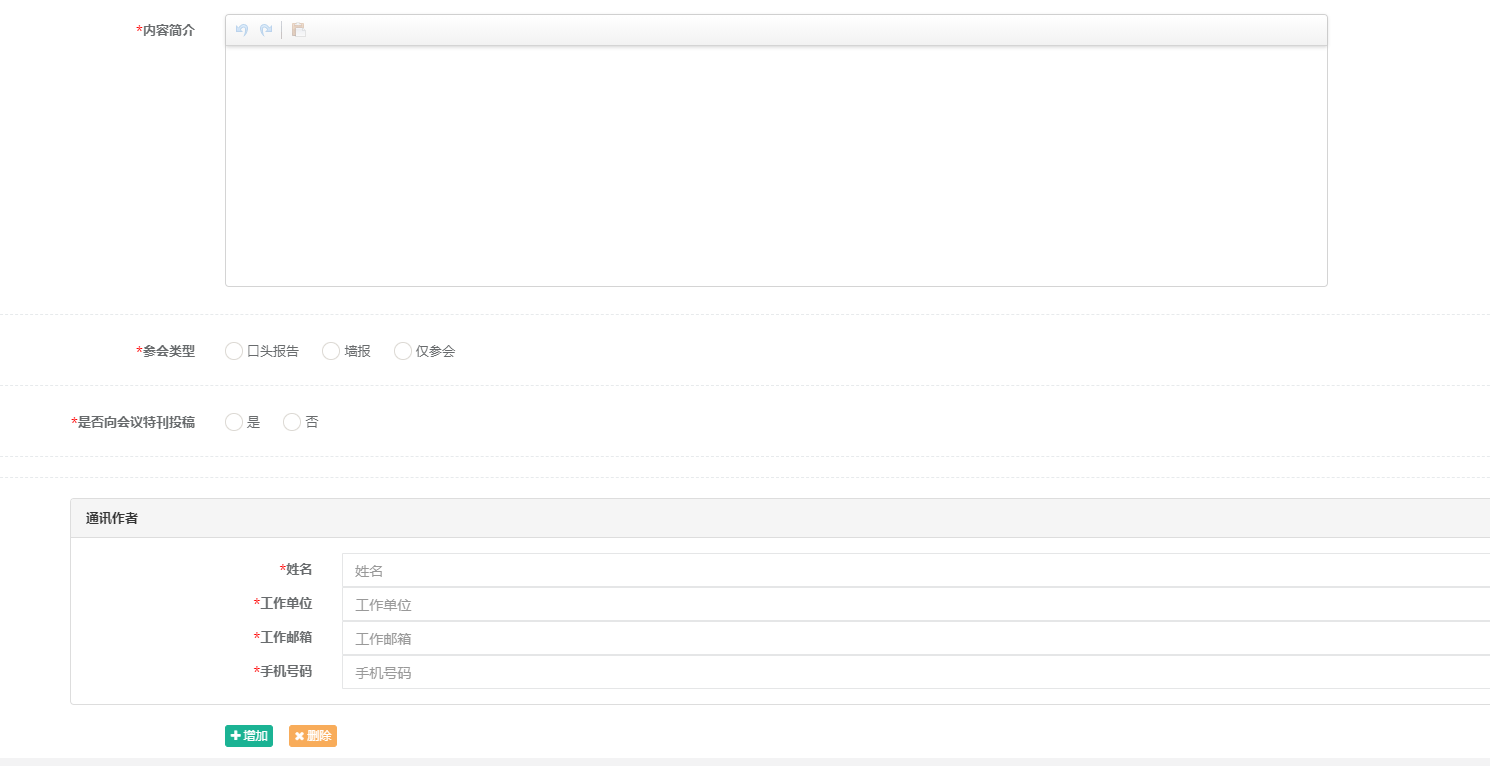 *内容简介
*参会类型 口头报告 墙报 仅参会
*是否向会议特刊投稿 是 否
通讯作者
*姓名 姓名
*工作单位 工作单位
*工作邮箱 工作邮箱
*手机号码 手机号码
增加 删除